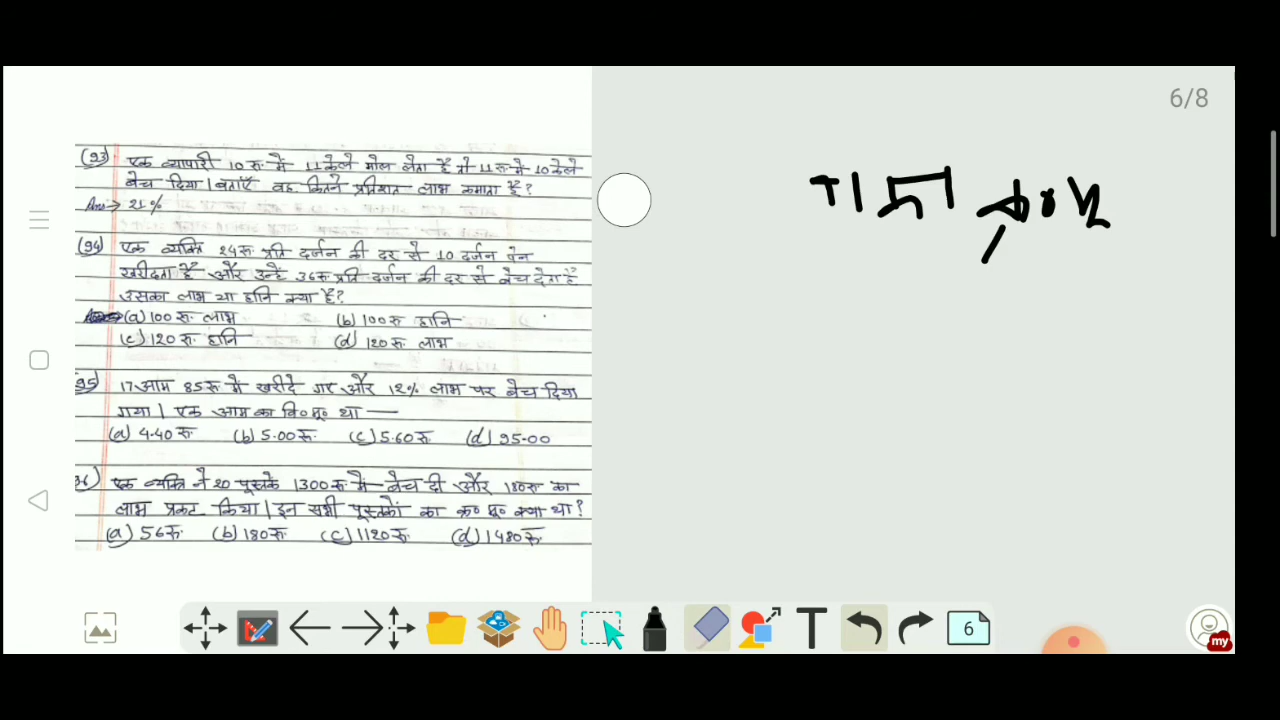 6/8
(93) एक व्यापारी 10 रु में 11 केले मोल लेता है तो 11 रु में 10 केले
बेच दिया। बताएँ वह कितने प्रतिशत लाभ कमाता है?
Ans→ 21%
(94) एक व्यक्ति 24रु प्रति दर्जन की दर से 10 दर्जन पेन
खरीदता है और उन्हे 36रु प्रति दर्जन की दर से बेच देता है
उसका लाभ या हानि क्या है?
(a) 100 रु. लाभ (b) 100 रु हानि
(c) 120 रु. हानि (d) 120 रु. लाभ
95) 17 आम 85 रु में खरीदे गए और 12% लाभ पर बेच दिया
गया। एक आम का वि० मू० था —
(a) 4.40 रु. (b) 5.00 रु. (c) 5.60 रु. (d) 95.00
36) एक व्यक्ति ने 20 पुस्तके 1300 रु में बेच दी और 180 रु का
लाभ प्रकट किया। इन सभी पुस्तकों का क० मू० क्या था?
(a) 56 रु. (b) 180 रु. (c) 1120 रु. (d) 1480 रु.
T
6
my